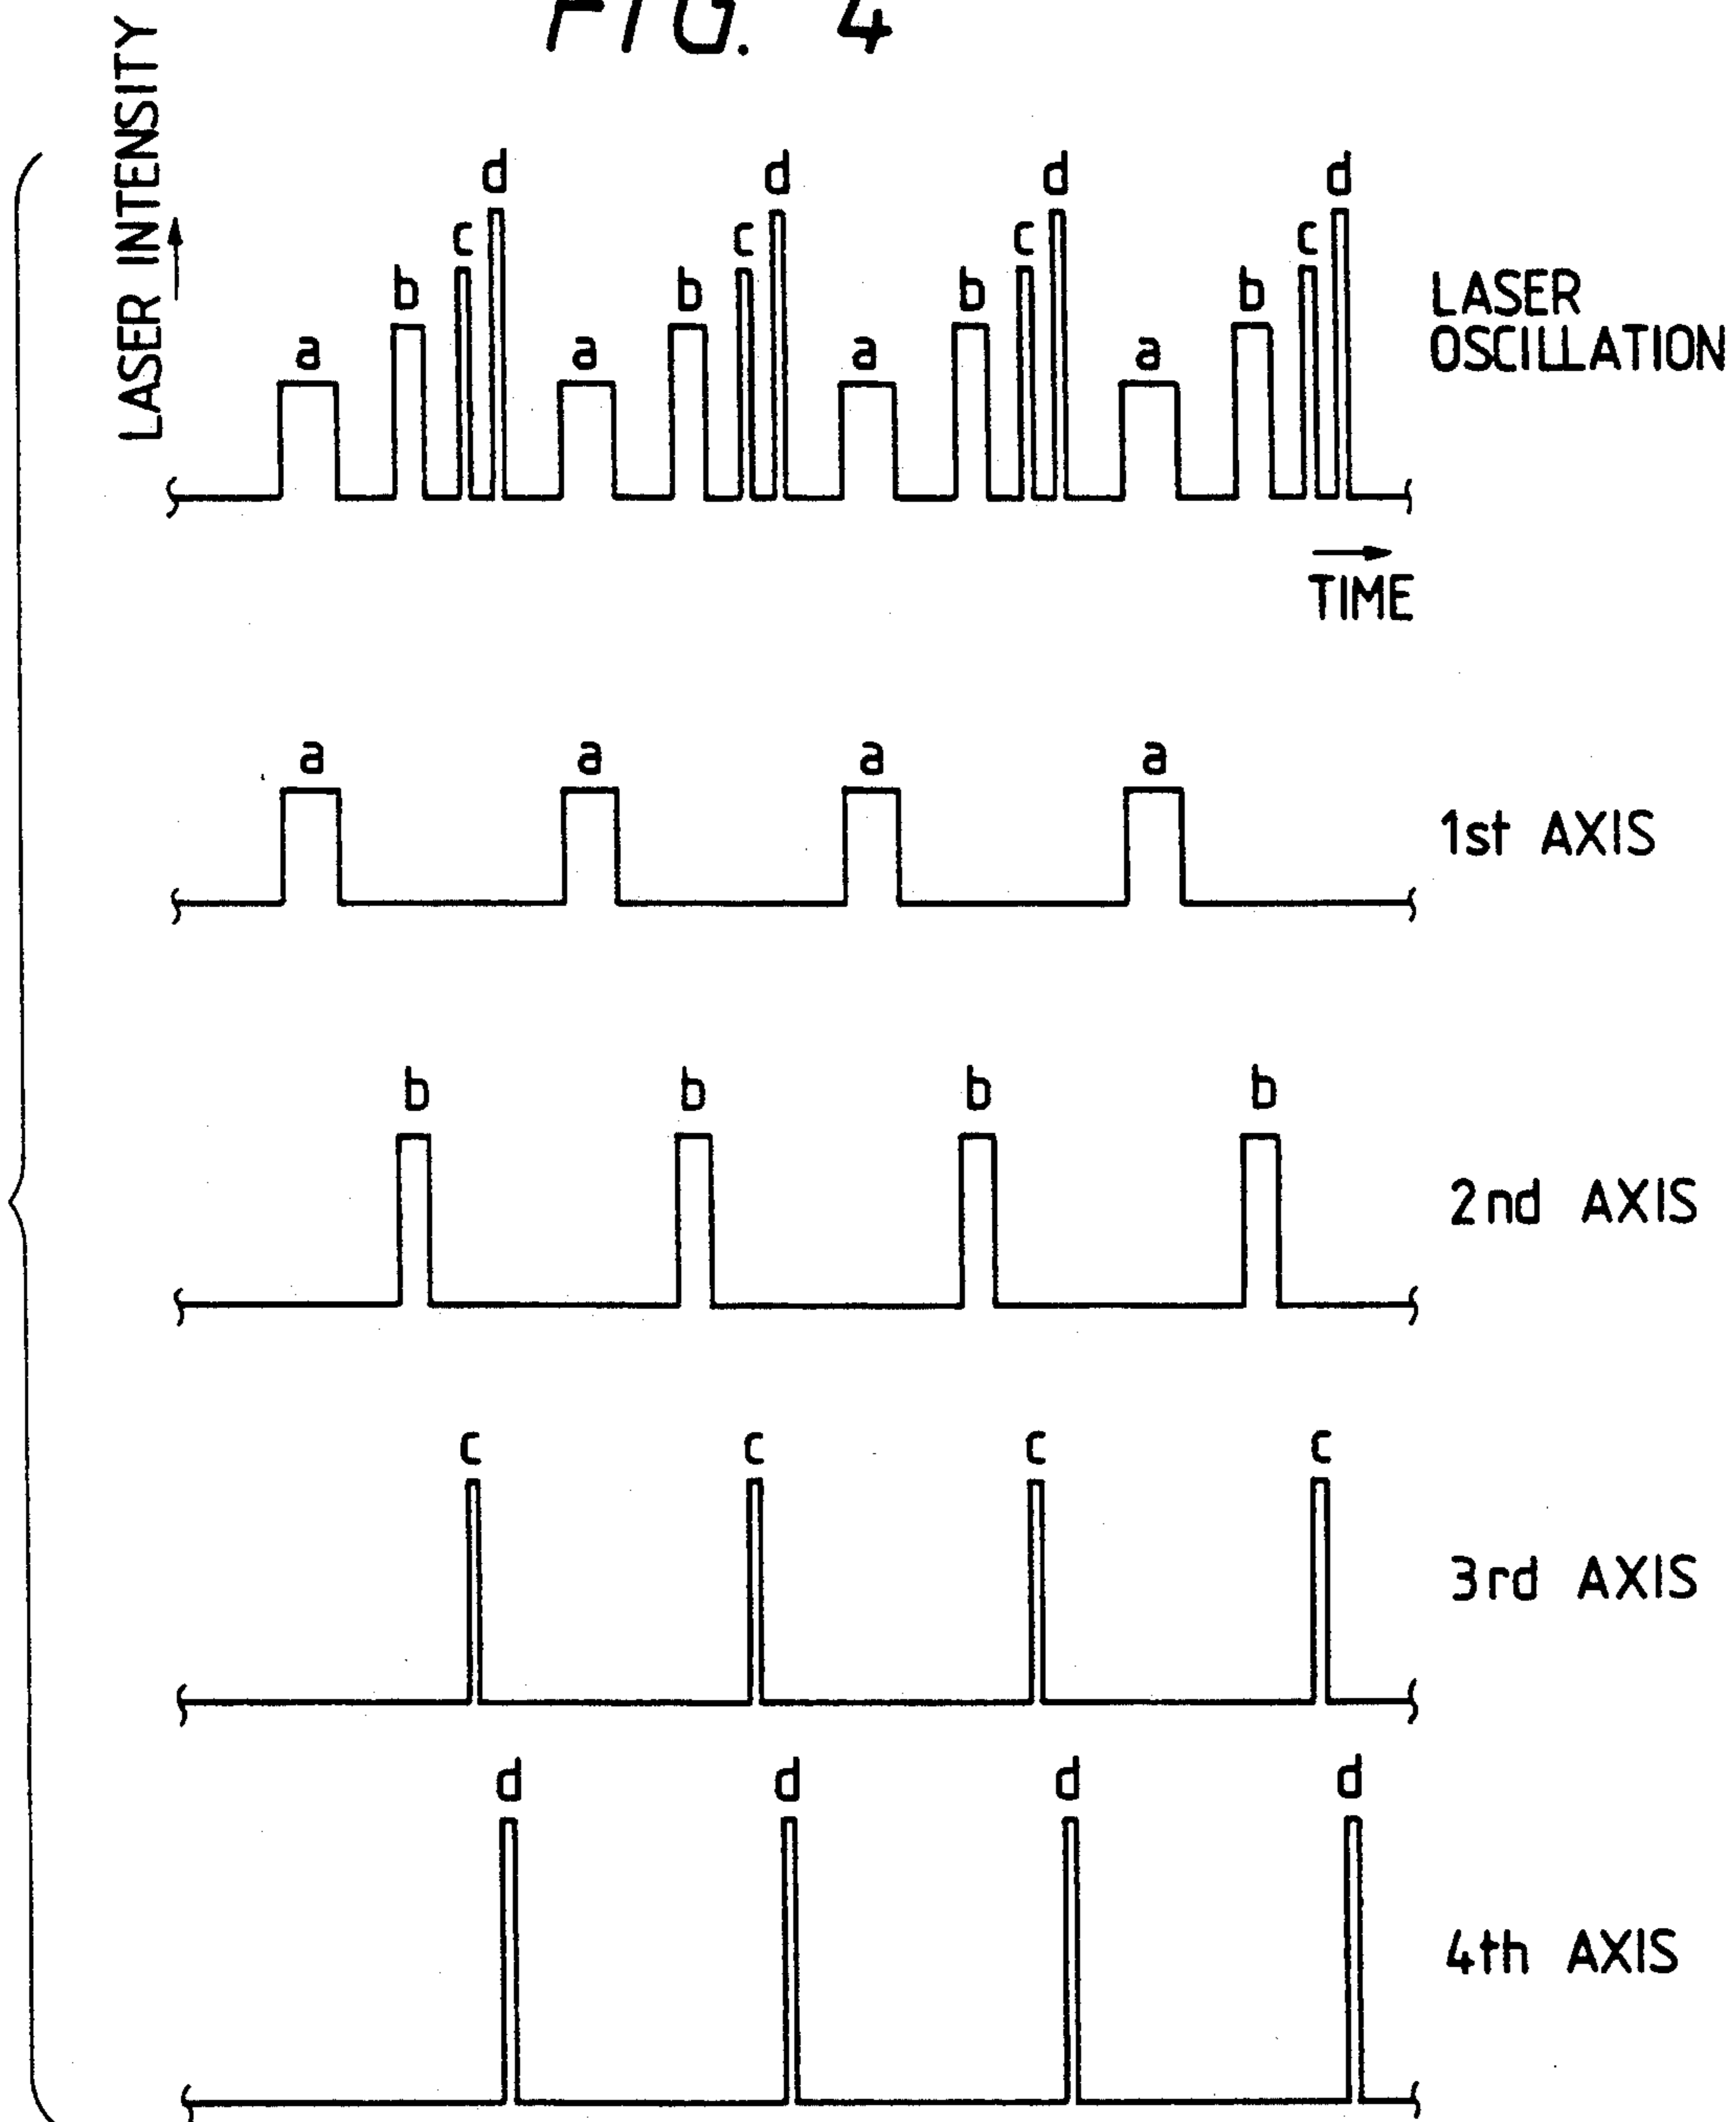 FIG. 4
LASER INTENSITY
d d d d
c c c c
b b b b
a a a a
LASER
OSCILLATION
TIME
a a a a
1st AXIS
b b b b
2nd AXIS
c c c c
3rd AXIS
d d d d
4th AXIS